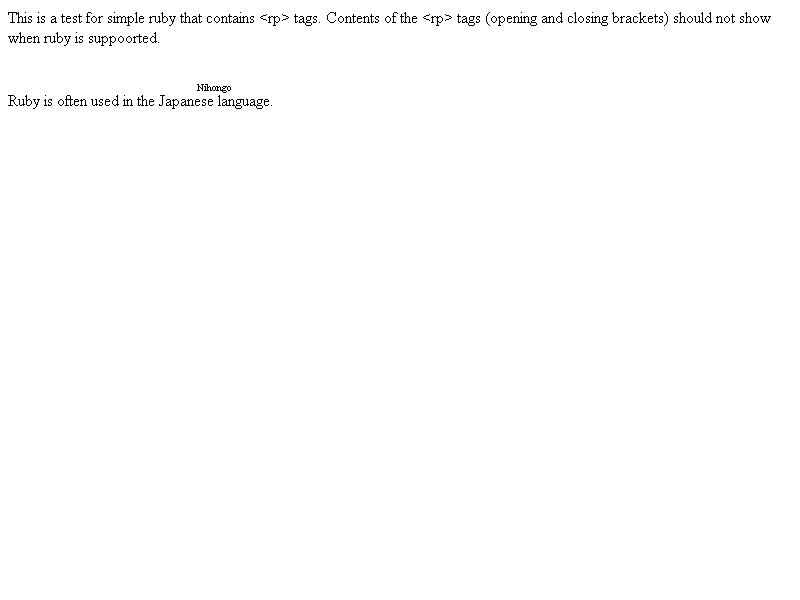 This is a test for simple ruby that contains <rp> tags. Contents of the <rp> tags (opening and closing brackets) should not show
when ruby is suppoorted.
Nihongo
Ruby is often used in the Japanese language.